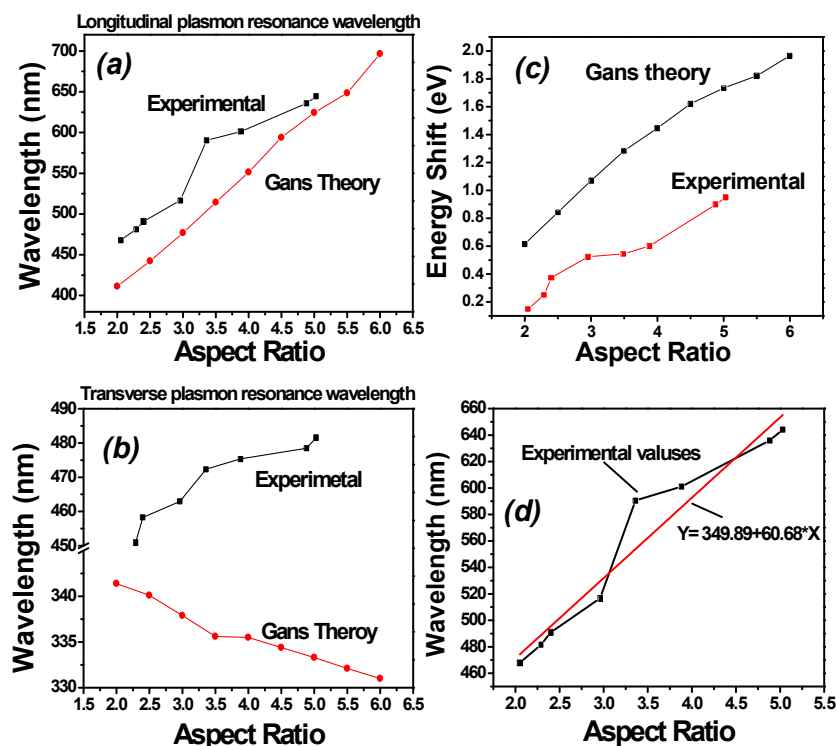 Longitudinal plasmon resonance wavelength
(a)
Experimental
Gans Theory
Wavelength (nm)
700
650
600
550
500
450
400
1.5 2.0 2.5 3.0 3.5 4.0 4.5 5.0 5.5 6.0 6.5
Aspect Ratio
(c)
Gans theory
Experimental
Energy Shift (eV)
2.0
1.8
1.6
1.4
1.2
1.0
0.8
0.6
0.4
0.2
2 3 4 5 6
Aspect Ratio
Transverse plasmon resonance wavelength
(b)
Experimetal
Gans Theroy
Wavelength (nm)
490
480
470
460
450
340
335
330
1.5 2.0 2.5 3.0 3.5 4.0 4.5 5.0 5.5 6.0 6.5
Aspect Ratio
Experimental valuses
(d)
Y= 349.89+60.68*X
Wavelength (nm)
660
640
620
600
580
560
540
520
500
480
460
2.0 2.5 3.0 3.5 4.0 4.5 5.0 5.5
Aspect Ratio